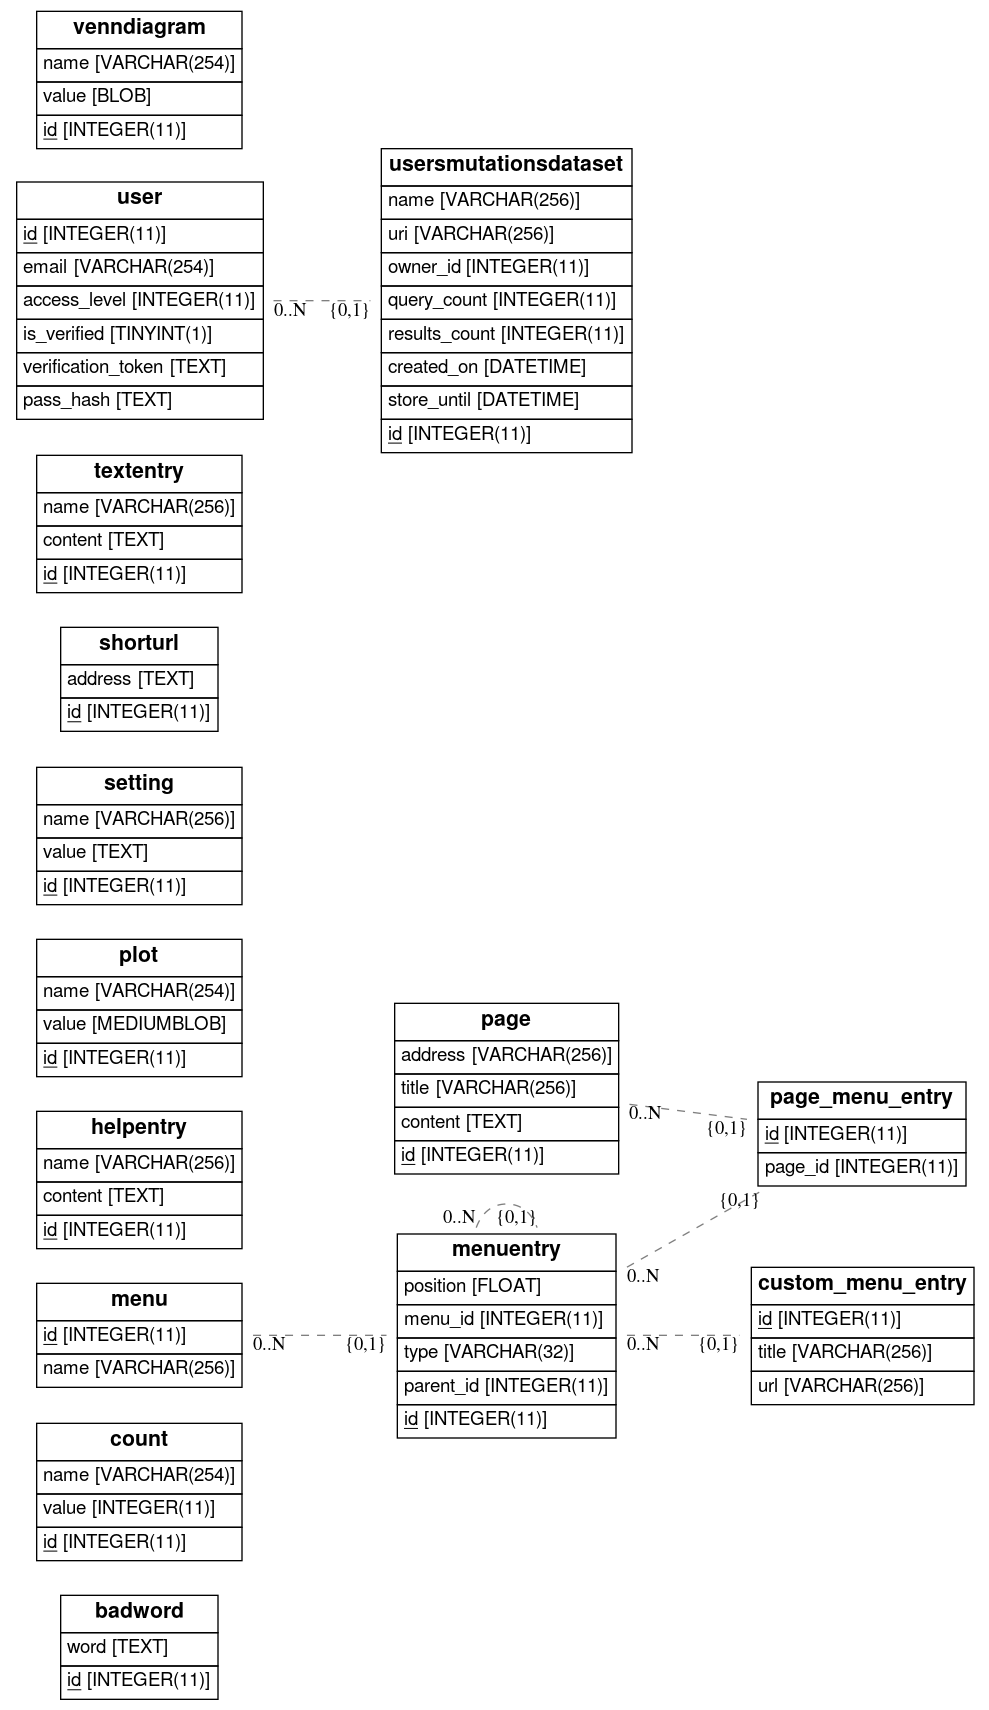 venndiagram
name [VARCHAR(254)]
value [BLOB]
id [INTEGER(11)]
user
id [INTEGER(11)]
email [VARCHAR(254)]
access_level [INTEGER(11)]
is_verified [TINYINT(1)]
verification_token [TEXT]
pass_hash [TEXT]
0..N {0,1}
usersmutationsdataset
name [VARCHAR(256)]
uri [VARCHAR(256)]
owner_id [INTEGER(11)]
query_count [INTEGER(11)]
results_count [INTEGER(11)]
created_on [DATETIME]
store_until [DATETIME]
id [INTEGER(11)]
textentry
name [VARCHAR(256)]
content [TEXT]
id [INTEGER(11)]
shorturl
address [TEXT]
id [INTEGER(11)]
setting
name [VARCHAR(256)]
value [TEXT]
id [INTEGER(11)]
plot
name [VARCHAR(254)]
value [MEDIUMBLOB]
id [INTEGER(11)]
page
address [VARCHAR(256)]
title [VARCHAR(256)]
content [TEXT]
id [INTEGER(11)]
0..N
{0,1}
page_menu_entry
id [INTEGER(11)]
page_id [INTEGER(11)]
helpentry
name [VARCHAR(256)]
content [TEXT]
id [INTEGER(11)]
0..N {0,1}
{0,1}
0..N
menu
id [INTEGER(11)]
name [VARCHAR(256)]
0..N {0,1}
menuentry
position [FLOAT]
menu_id [INTEGER(11)]
type [VARCHAR(32)]
parent_id [INTEGER(11)]
id [INTEGER(11)]
0..N {0,1}
custom_menu_entry
id [INTEGER(11)]
title [VARCHAR(256)]
url [VARCHAR(256)]
count
name [VARCHAR(254)]
value [INTEGER(11)]
id [INTEGER(11)]
badword
word [TEXT]
id [INTEGER(11)]